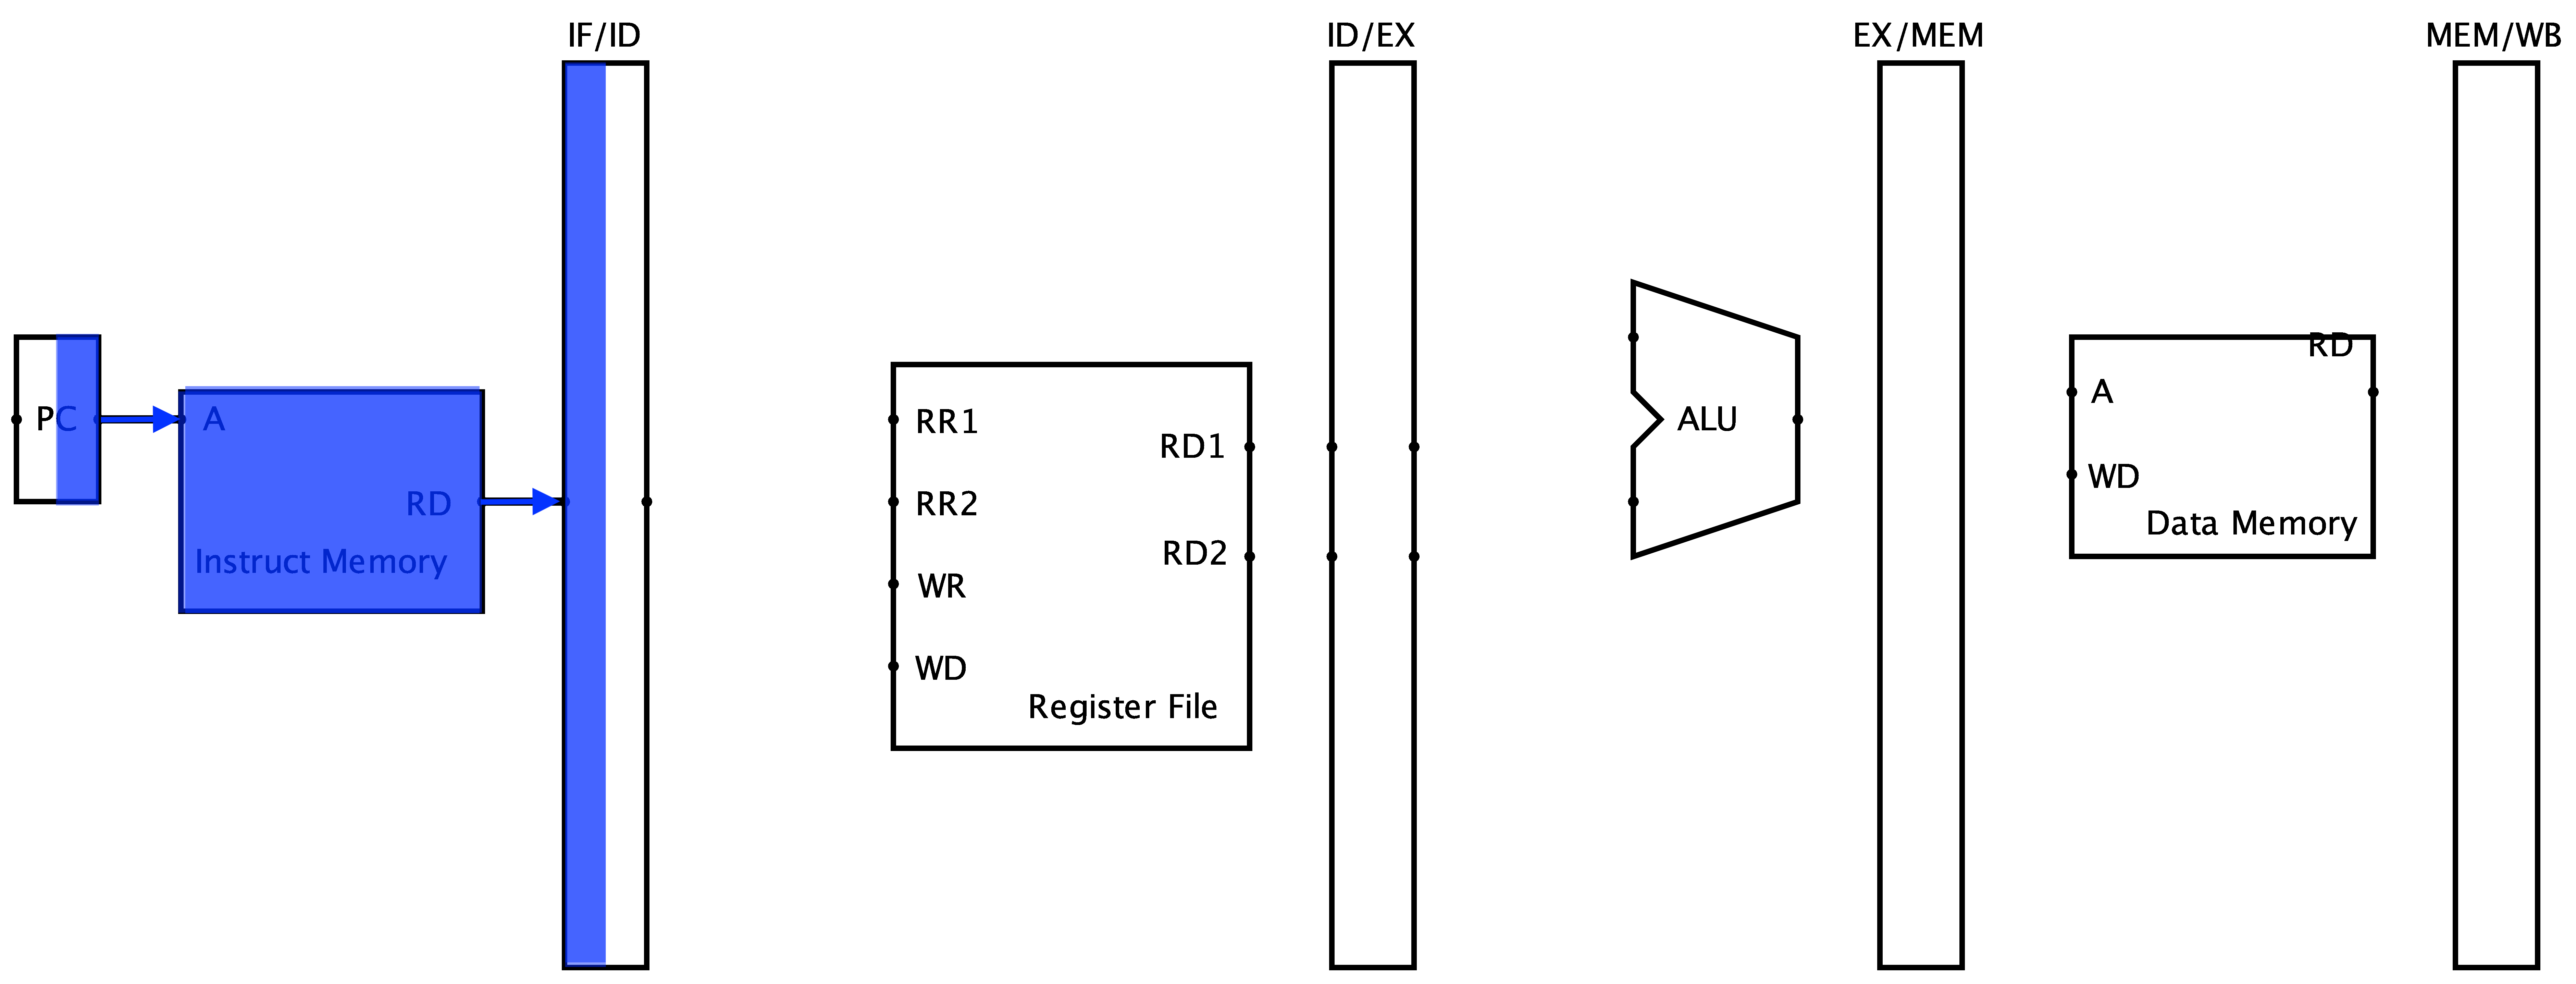 IF/ID
ID/EX
EX/MEM
MEM/WB
PC
A
RD
Instruct Memory
RR1
RR2
WR
WD
RD1
RD2
Register File
ALU
RD
A
WD
Data Memory